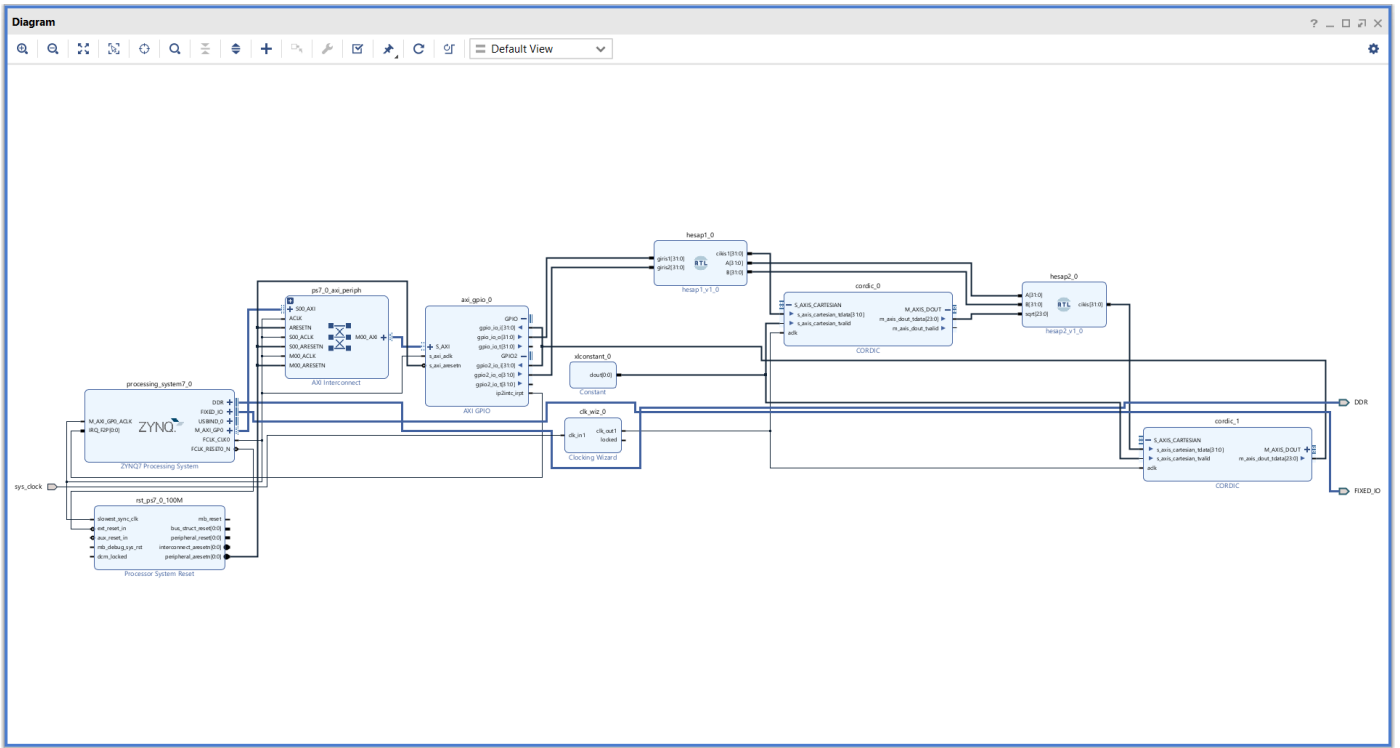 Diagram
Default View
hesap1_0
giris1[31:0]
giris2[31:0]
cikis1[31:0]
A[31:0]
B[31:0]
RTL
hesap1_v1_0
hesap2_0
A[31:0]
B[31:0]
sqrt[23:0]
RTL
cikis[31:0]
hesap2_v1_0
cordic_0
S_AXIS_CARTESIAN
s_axis_cartesian_tdata[31:0]
s_axis_cartesian_tvalid
aclk
M_AXIS_DOUT
m_axis_dout_tdata[23:0]
m_axis_dout_tvalid
CORDIC
ps7_0_axi_periph
S00_AXI
ACLK
ARESETN
S00_ACLK
S00_ARESETN
M00_ACLK
M00_ARESETN
M00_AXI
AXI Interconnect
axi_gpio_0
S_AXI
s_axi_aclk
s_axi_aresetn
GPIO
gpio_io_i[31:0]
gpio_io_o[31:0]
gpio_io_t[31:0]
GPIO2
gpio2_io_i[31:0]
gpio2_io_o[31:0]
gpio2_io_t[31:0]
ip2intc_irpt
AXI GPIO
xlconstant_0
dout[0:0]
Constant
processing_system7_0
M_AXI_GP0_ACLK
IRQ_F2P[0:0]
ZYNQ
DDR
FIXED_IO
USBIND_0
M_AXI_GP0
FCLK_CLK0
FCLK_RESET0_N
ZYNQ7 Processing System
clk_wiz_0
clk_in1
clk_out1
locked
Clocking Wizard
DDR
cordic_1
S_AXIS_CARTESIAN
s_axis_cartesian_tdata[31:0]
s_axis_cartesian_tvalid
aclk
M_AXIS_DOUT
m_axis_dout_tdata[23:0]
CORDIC
FIXED_IO
sys_clock
rst_ps7_0_100M
slowest_sync_clk
ext_reset_in
aux_reset_in
mb_debug_sys_rst
dcm_locked
mb_reset
bus_struct_reset[0:0]
peripheral_reset[0:0]
interconnect_aresetn[0:0]
peripheral_aresetn[0:0]
Processor System Reset